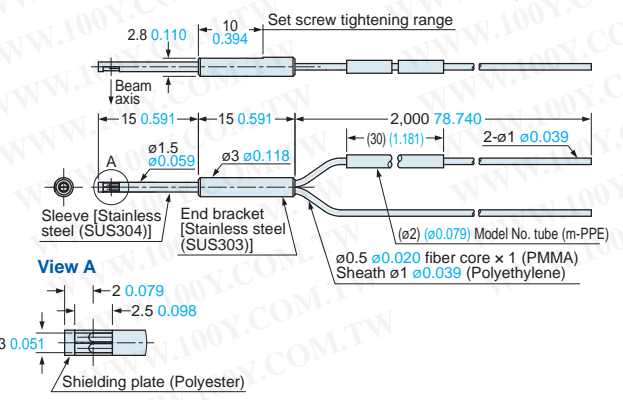 Set screw tightening range
10
0.394
2.8 0.110
Beam
axis
15 0.591
15 0.591
2,000 78.740
(30) (1.181)
2-ø1 ø0.039
A
ø1.5
ø0.059
ø3 ø0.118
Sleeve [Stainless
steel (SUS304)]
End bracket
[Stainless steel
(SUS303)]
(ø2) (ø0.079) Model No. tube (m-PPE)
ø0.5 ø0.020 fiber core × 1 (PMMA)
Sheath ø1 ø0.039 (Polyethylene)
View A
2 0.079
2.5 0.098
3 0.051
Shielding plate (Polyester)
WWW.100Y.COM.TW